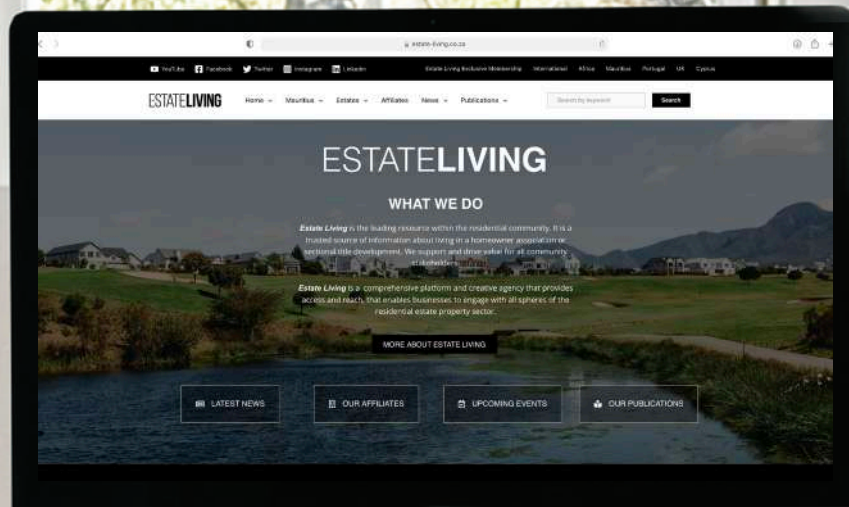 estate-living.co.za
YouTube Facebook Twitter Instagram Linkedin Estate Living Exclusive Membership International Africa Mauritius Portugal UK Cyprus
ESTATELIVING Home Mauritius Estates Affiliates News Publications Search by keyword Search
ESTATELIVING
WHAT WE DO
Estate Living is the leading resource within the residential community. It is a
trusted source of information about living in a homeowner association or
sectional title development. We support and drive value for all community
stakeholders.
Estate Living is a comprehensive platform and creative agency that provides
access and reach, that enables businesses to engage with all spheres of the
residential estate property sector.
MORE ABOUT ESTATE LIVING
LATEST NEWS OUR AFFILIATES UPCOMING EVENTS OUR PUBLICATIONS